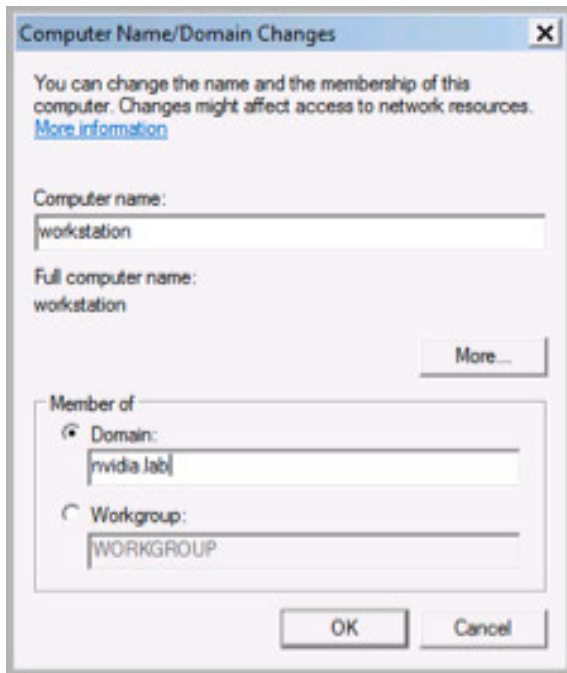 Computer Name/Domain Changes
You can change the name and the membership of this
computer. Changes might affect access to network resources.
More information
Computer name:
workstation
Full computer name:
workstation
More...
Member of
Domain:
nvidia.lab
Workgroup:
WORKGROUP
OK Cancel